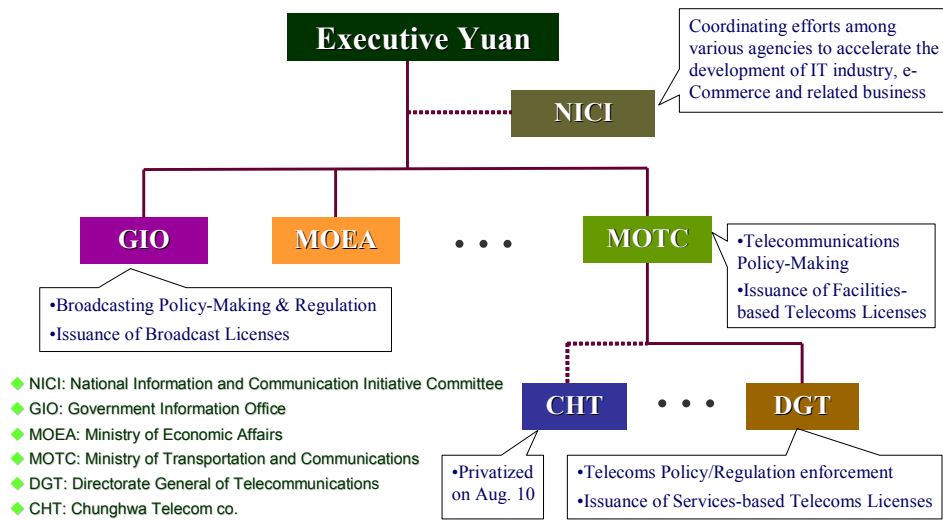 Executive Yuan
Coordinating efforts among
various agencies to accelerate the
development of IT industry, e-
Commerce and related business
NICI
GIO
MOEA
• • •
MOTC
•Telecommunications
Policy-Making
•Issuance of Facilities-
based Telecoms Licenses
•Broadcasting Policy-Making & Regulation
•Issuance of Broadcast Licenses
NICI: National Information and Communication Initiative Committee
GIO: Government Information Office
MOEA: Ministry of Economic Affairs
MOTC: Ministry of Transportation and Communications
DGT: Directorate General of Telecommunications
CHT: Chunghwa Telecom co.
CHT
• • •
DGT
•Privatized
on Aug. 10
•Telecoms Policy/Regulation enforcement
•Issuance of Services-based Telecoms Licenses